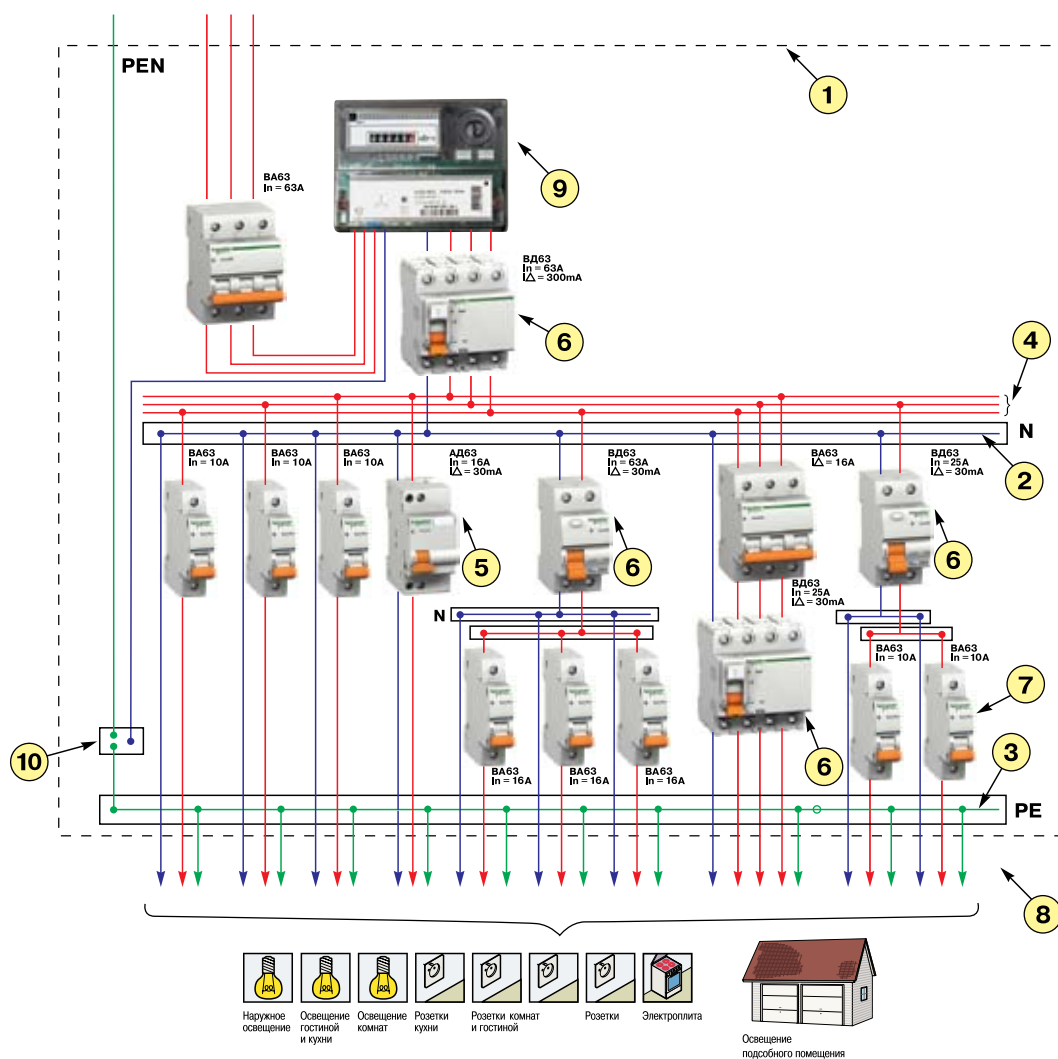 PEN
1
ВА63
In = 63A
9
ВД63
In = 63A
I△ = 300mA
6
4
N
2
ВА63
In = 10A
ВА63
In = 10A
ВА63
In = 10A
АД63
In = 16A
I△ = 30mA
ВД63
In = 63A
I△ = 30mA
ВА63
I△ = 16A
ВД63
In = 25A
I△ = 30mA
5
6
6
ВД63
In = 25A
I△ = 30mA
N
ВА63
In = 10A
ВА63
In = 10A
7
10
6
ВА63
In = 16A
ВА63
In = 16A
ВА63
In = 16A
3
PE
8
Наружное
освещение
Освещение
гостиной
и кухни
Освещение
комнат
Розетки
кухни
Розетки комнат
и гостиной
Розетки
Электроплита
Освещение
подсобного помещения